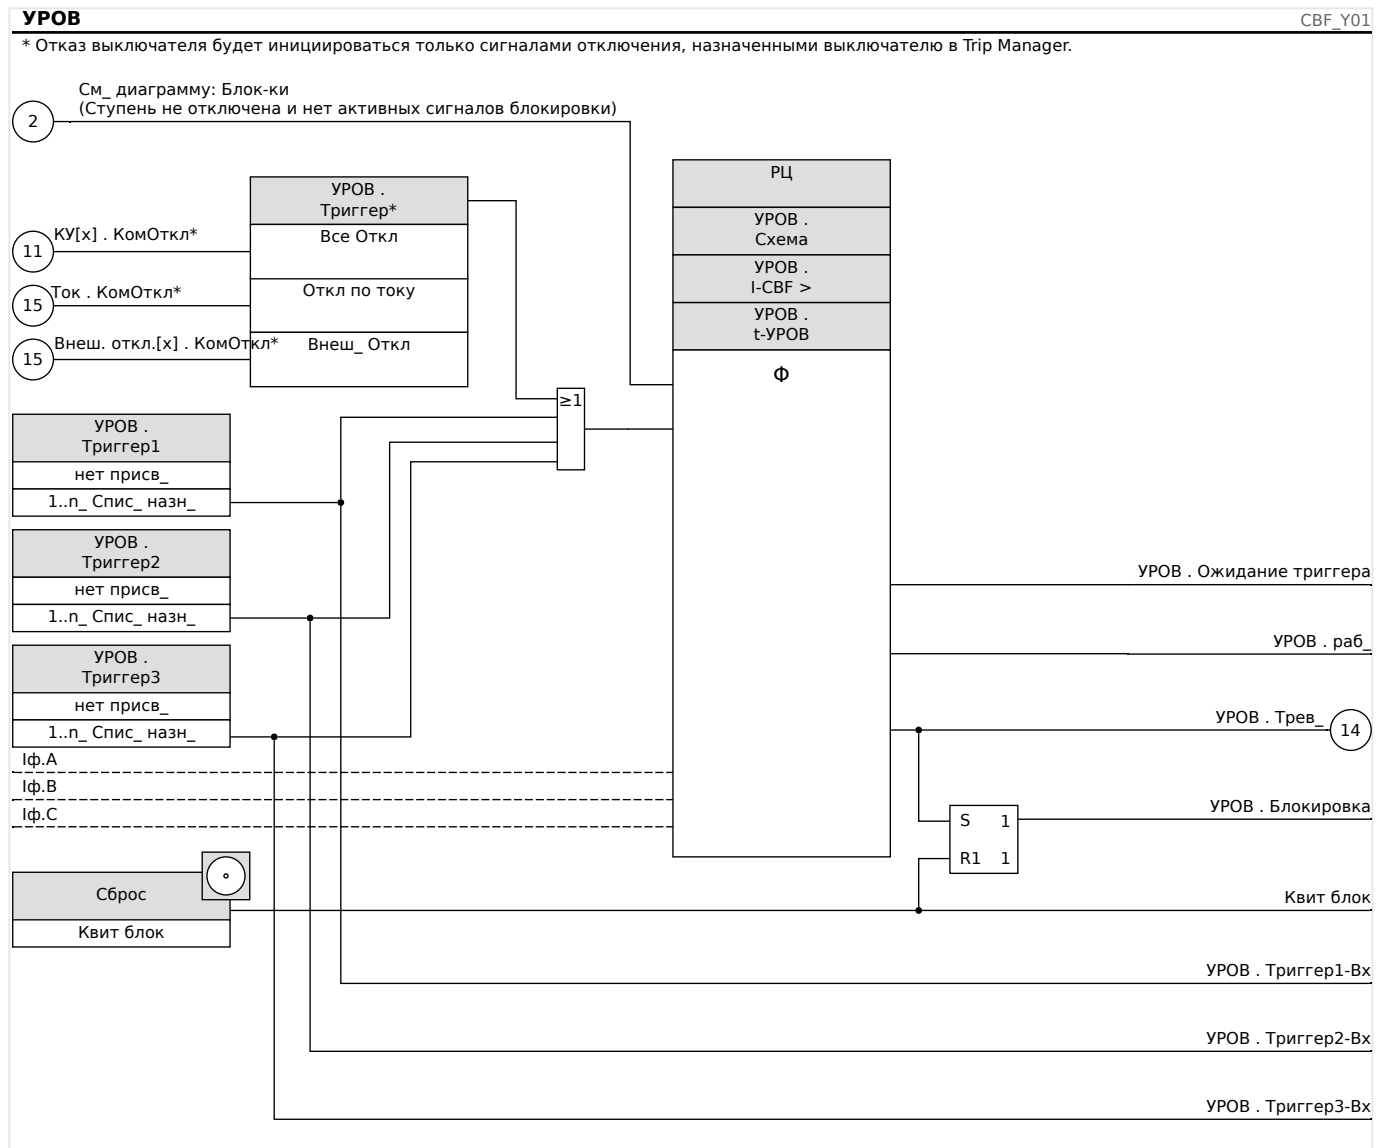 УРОВ
CBF_Y01
* Отказ выключателя будет инициироваться только сигналами отключения, назначенными выключателю в Trip Manager.
См_ диаграмму: Блок-ки
(Ступень не отключена и нет активных сигналов блокировки)
2
РЦ
УРОВ .
Схема
УРОВ .
I-CBF >
УРОВ .
t-УРОВ
Ф
УРОВ .
Триггер*
Все Откл
Откл по току
Внеш_ Откл
11
КУ[x] . КомОткл*
15
Ток . КомОткл*
15
Внеш. откл.[x] . КомОткл*
≥1
УРОВ .
Триггер1
нет присв_
1..n_ Спис_ назн_
УРОВ .
Триггер2
нет присв_
1..n_ Спис_ назн_
УРОВ .
Триггер3
нет присв_
1..n_ Спис_ назн_
Iф.A
Iф.B
Iф.C
УРОВ . Ожидание триггера
УРОВ . раб_
УРОВ . Трев_
14
S 1
R1 1
УРОВ . Блокировка
Сброс
Квит блок
Квит блок
УРОВ . Триггер1-Вх
УРОВ . Триггер2-Вх
УРОВ . Триггер3-Вх